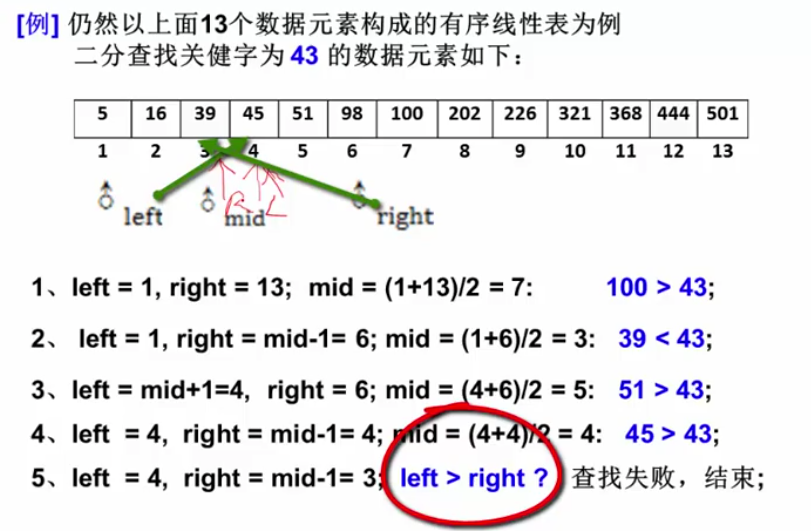 [例] 仍然以上面13个数据元素构成的有序线性表为例
二分查找关健字为 43 的数据元素如下：
5 16 39 45 51 98 100 202 226 321 368 444 501
1 2 3 4 5 6 7 8 9 10 11 12 13
left mid right
R L
1、left = 1, right = 13; mid = (1+13)/2 = 7: 100 > 43;
2、 left = 1, right = mid-1= 6; mid = (1+6)/2 = 3: 39 < 43;
3、left = mid+1=4, right = 6; mid = (4+6)/2 = 5: 51 > 43;
4、left = 4, right = mid-1= 4; mid = (4+4)/2 = 4: 45 > 43;
5、left = 4, right = mid-1= 3; left > right ? 查找失败，结束;